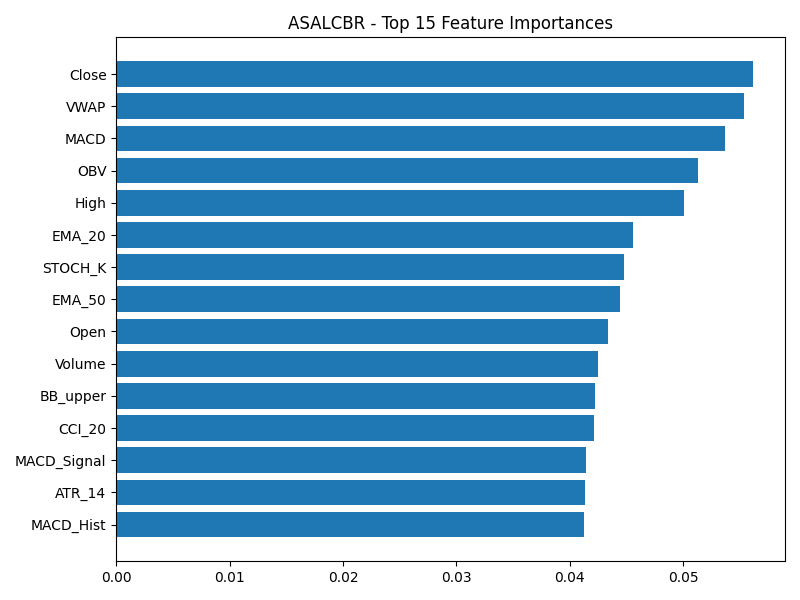 ASALCBR - Top 15 Feature Importances
Close
VWAP
MACD
OBV
High
EMA_20
STOCH_K
EMA_50
Open
Volume
BB_upper
CCI_20
MACD_Signal
ATR_14
MACD_Hist
0.00 0.01 0.02 0.03 0.04 0.05